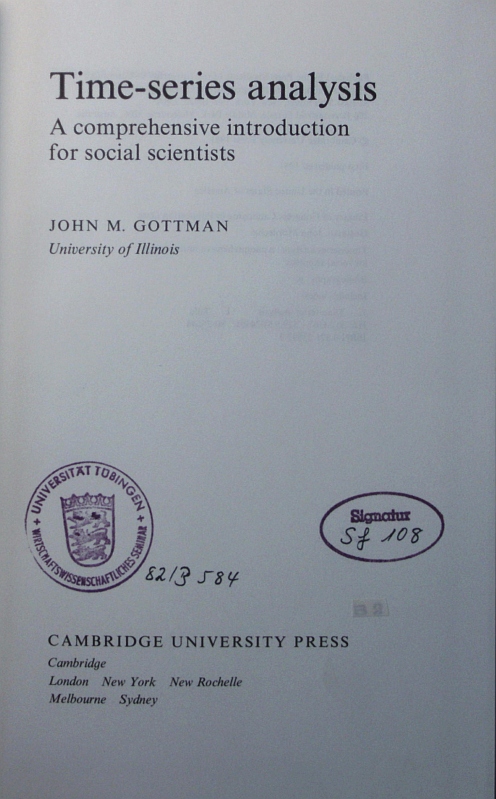 Time-series analysis
A comprehensive introduction
for social scientists
JOHN M. GOTTMAN
University of Illinois
UNIVERSITÄT TÜBINGEN
WIRTSCHAFTSWISSENSCHAFTLICHES SEMINAR
Signatur
Sf 108
82/3 584
CAMBRIDGE UNIVERSITY PRESS
Cambridge
London New York New Rochelle
Melbourne Sydney